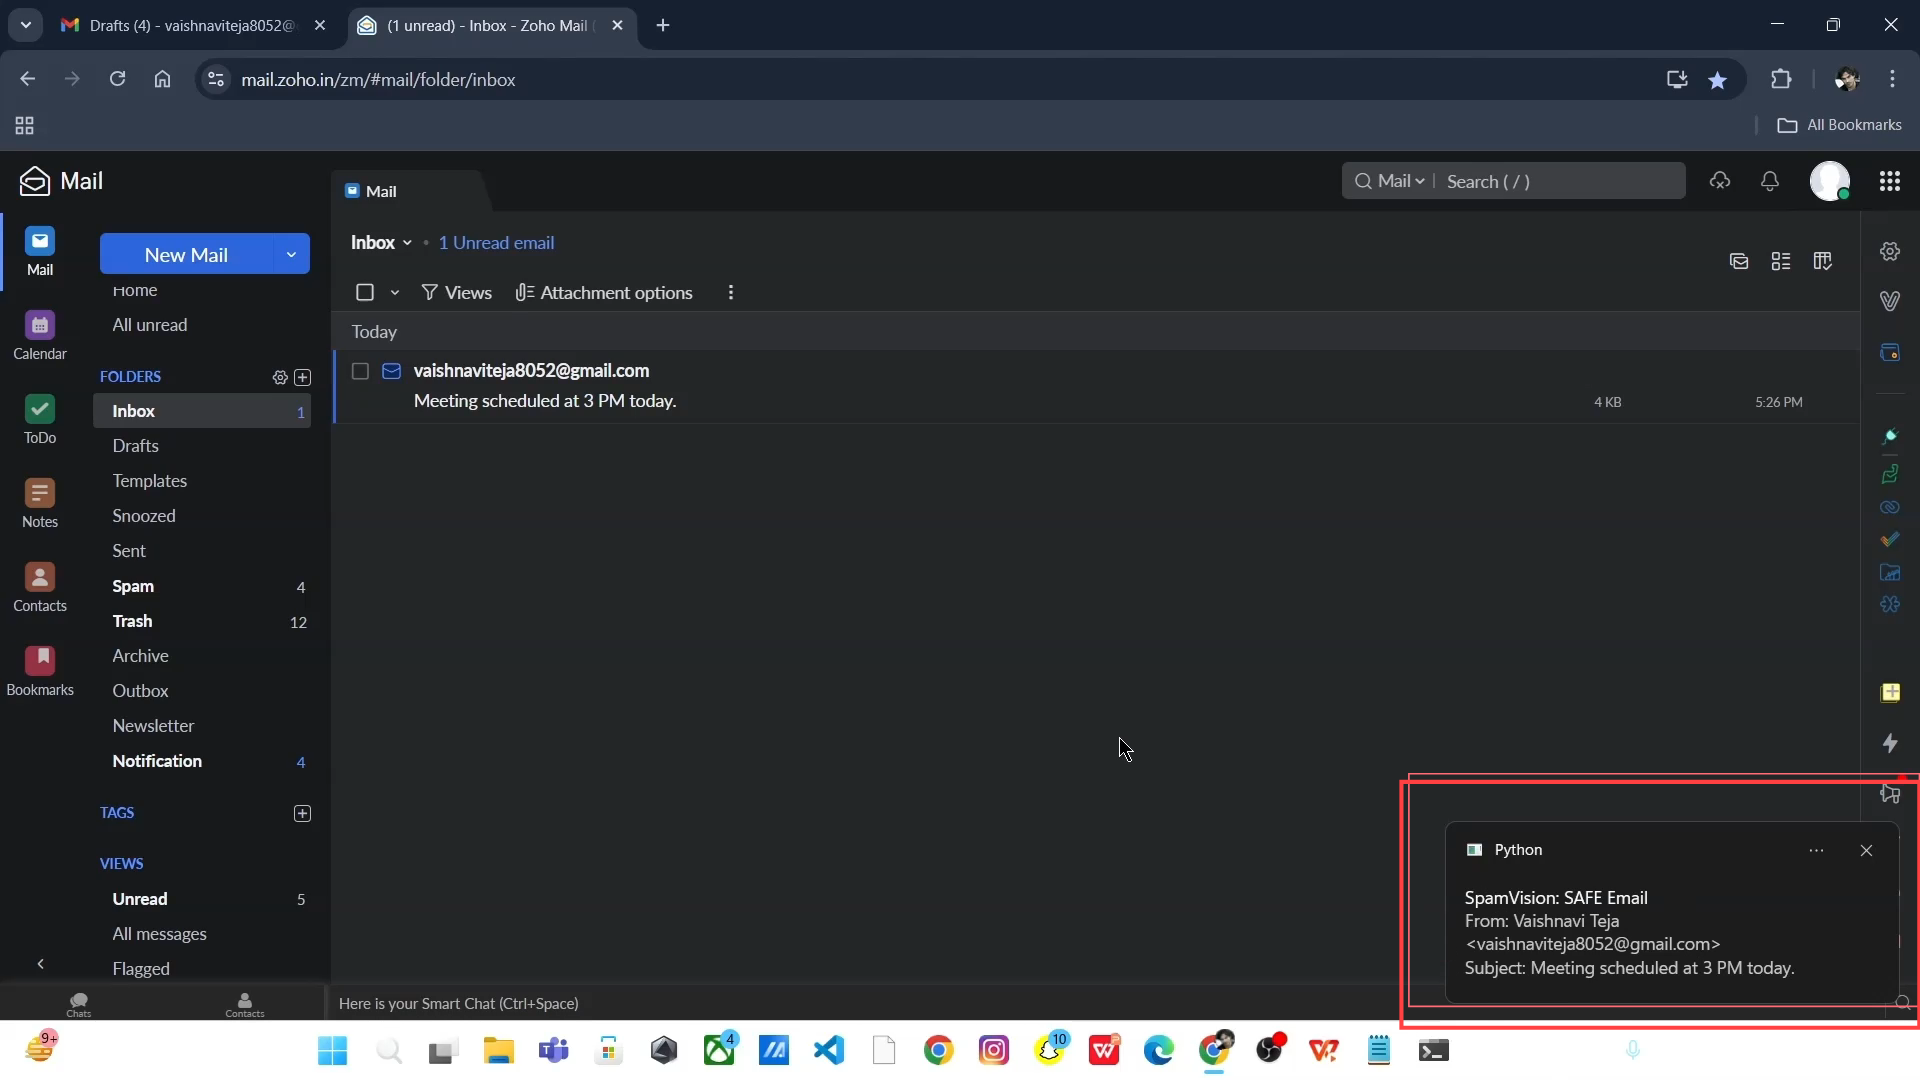 Drafts (4) - vaishnaviteja8052@
(1 unread) - Inbox - Zoho Mail (
mail.zoho.in/zm/#mail/folder/inbox
All Bookmarks
Mail
Mail
Mail
Search ( / )
Mail
Calendar
ToDo
Notes
Contacts
Bookmarks
New Mail
Home
All unread
FOLDERS
Inbox 1
Drafts
Templates
Snoozed
Sent
Spam 4
Trash 12
Archive
Outbox
Newsletter
Notification 4
TAGS
VIEWS
Unread 5
All messages
Flagged
Chats
Contacts
Inbox • 1 Unread email
Views
Attachment options
Today
vaishnaviteja8052@gmail.com
Meeting scheduled at 3 PM today. 4 KB 5:26 PM
Python
SpamVision: SAFE Email
From: Vaishnavi Teja
<vaishnaviteja8052@gmail.com>
Subject: Meeting scheduled at 3 PM today.
Here is your Smart Chat (Ctrl+Space)
9+
4
10